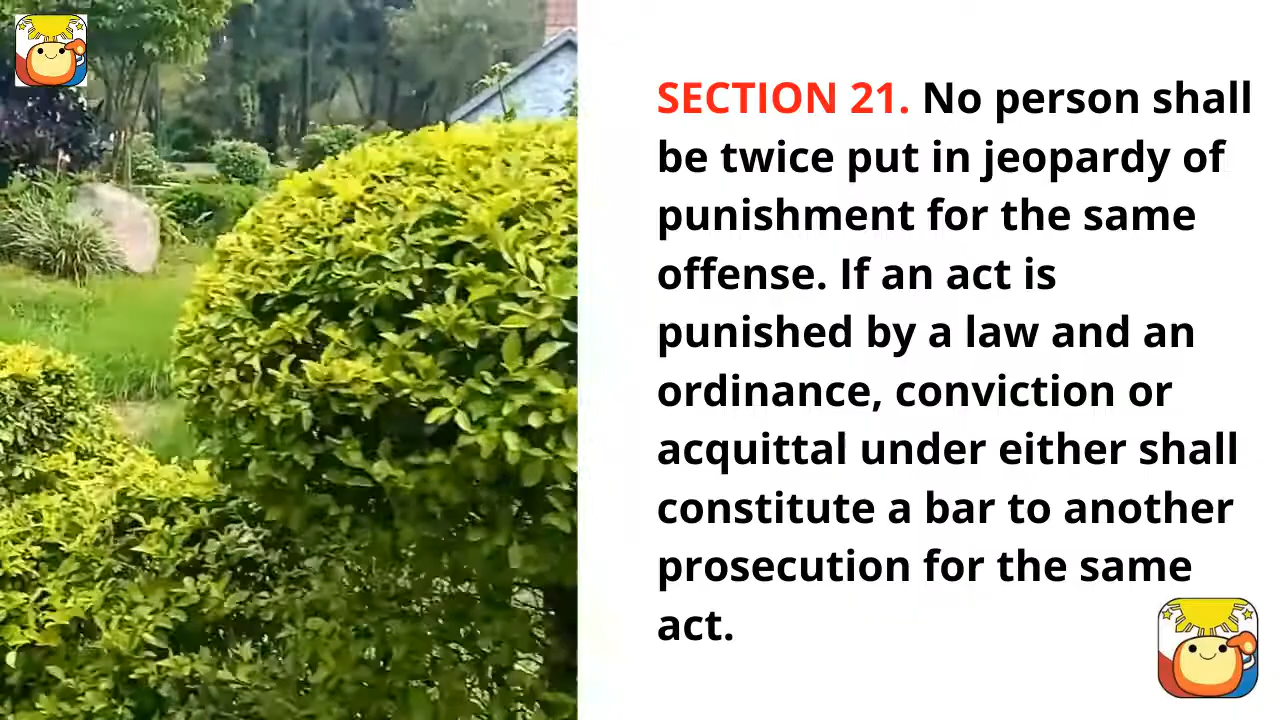 SECTION 21. No person shall
be twice put in jeopardy of
punishment for the same
offense. If an act is
punished by a law and an
ordinance, conviction or
acquittal under either shall
constitute a bar to another
prosecution for the same
act.